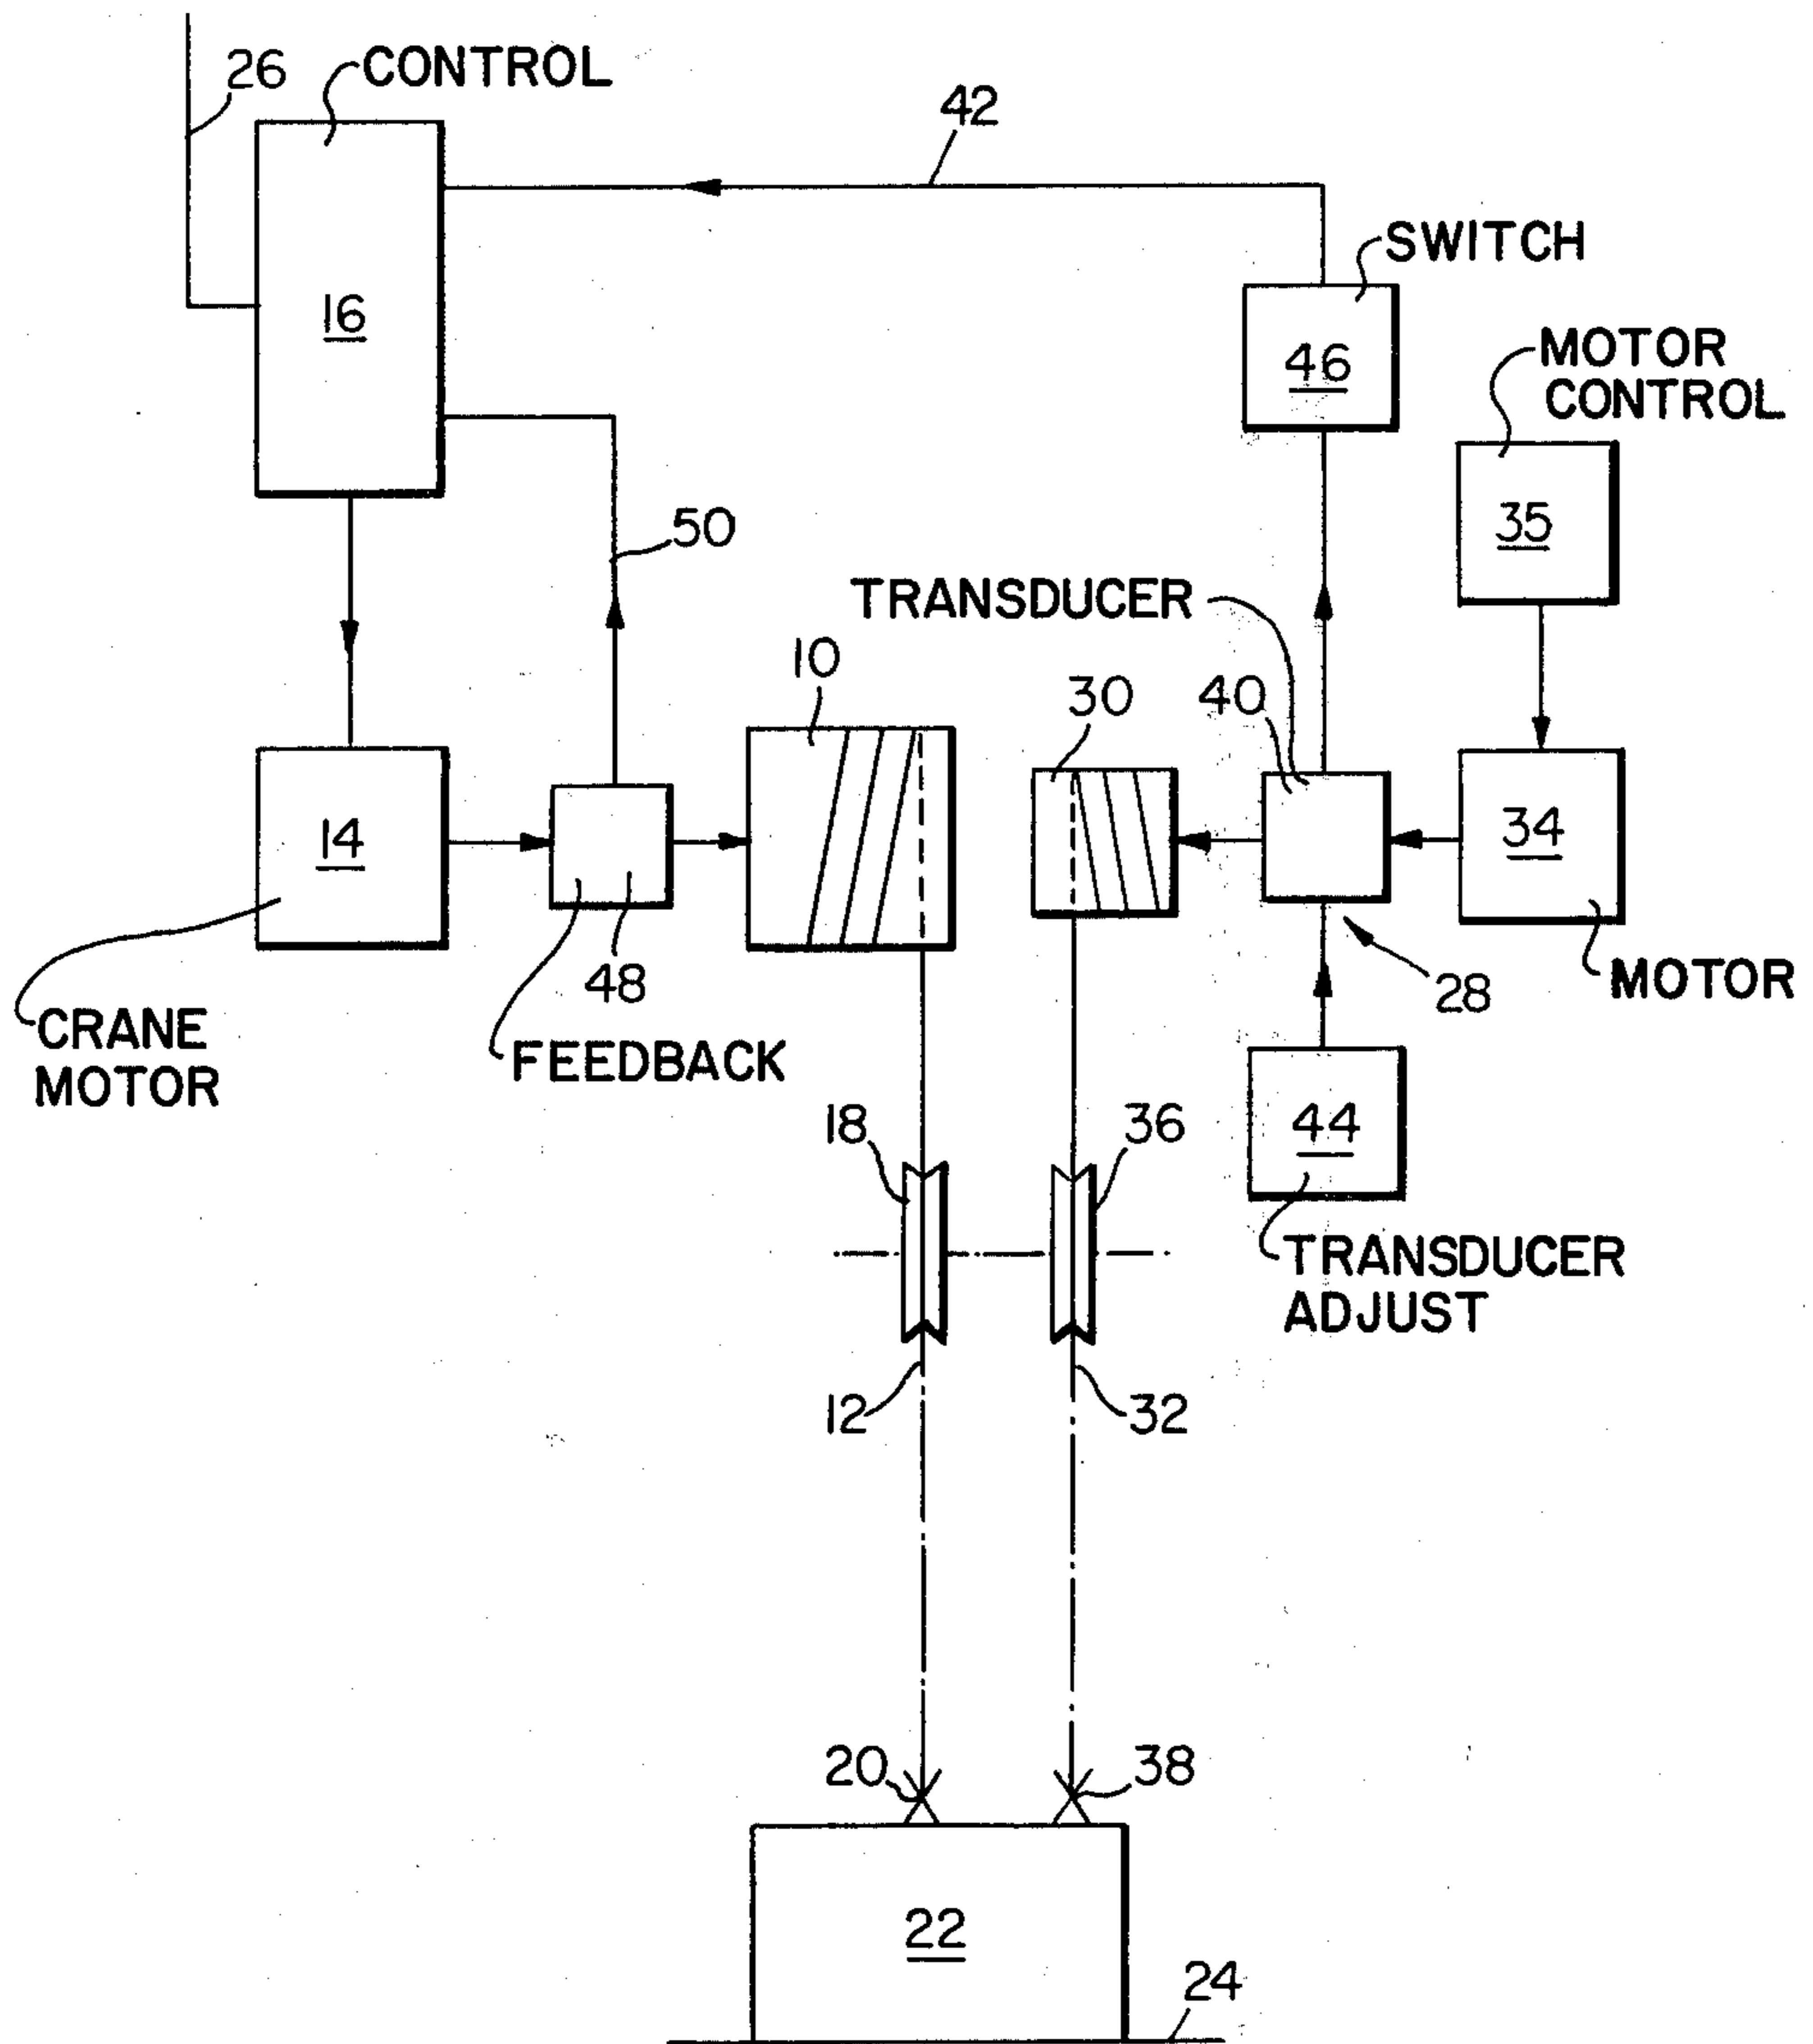 26
CONTROL
42
SWITCH
16
46
MOTOR
CONTROL
50
35
TRANSDUCER
10
30
40
14
34
48
28
MOTOR
CRANE
MOTOR
FEEDBACK
18
36
44
TRANSDUCER
ADJUST
12
32
20
38
22
24